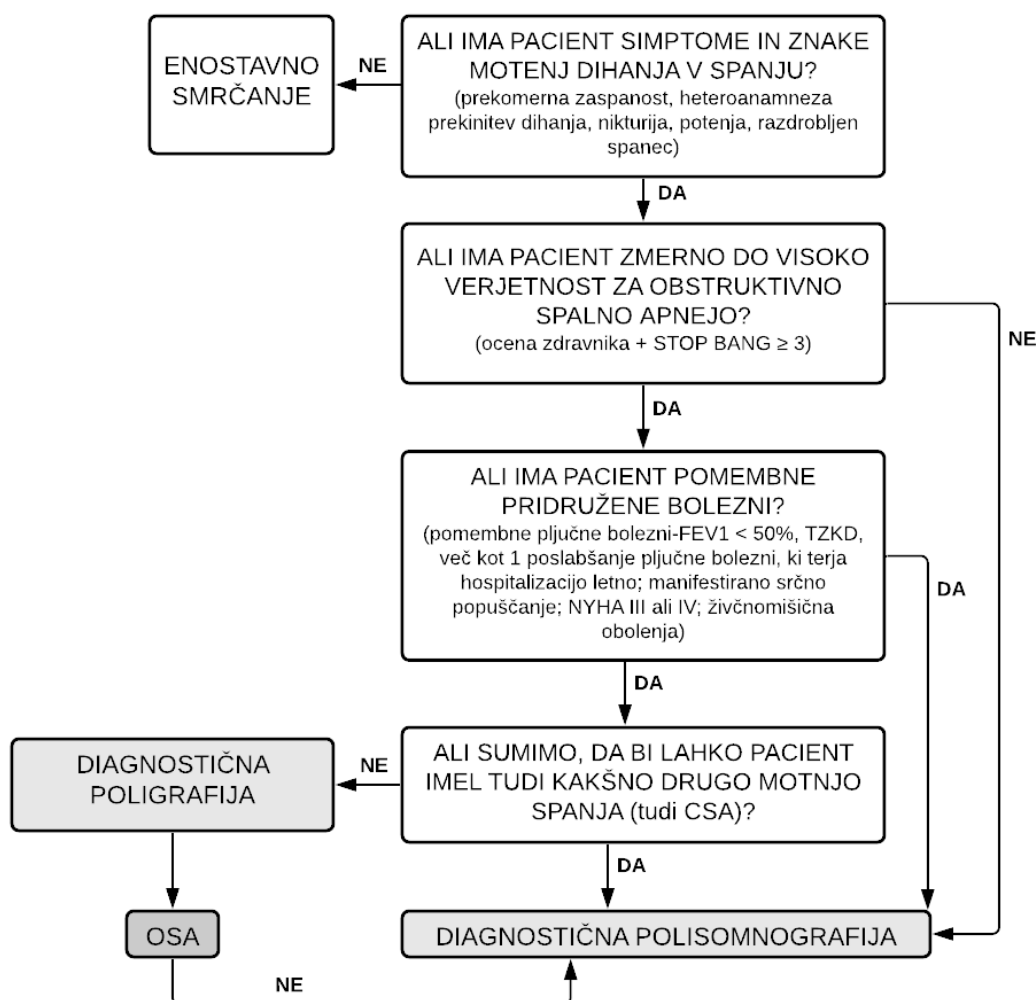 ENOSTAVNO
SMRČANJE
NE
ALI IMA PACIENT SIMPTOME IN ZNAKE
MOTENJ DIHANJA V SPANJU?
(prekomerna zaspanost, heteroanamneza
prekinitev dihanja, nikturija, potenja, razdrobljen
spanec)
DA
ALI IMA PACIENT ZMERNO DO VISOKO
VERJETNOST ZA OBSTRUKTIVNO
SPALNO APNEJO?
(ocena zdravnika + STOP BANG ≥ 3)
NE
DA
ALI IMA PACIENT POMEMBNE
PRIDRUŽENE BOLEZNI?
(pomembne pljučne bolezni-FEV1 < 50%, TZKD,
več kot 1 poslabšanje pljučne bolezni, ki terja
hospitalizacijo letno; manifestirano srčno
popuščanje; NYHA III ali IV; živčnomišična
obolenja)
DA
DA
ALI SUMIMO, DA BI LAHKO PACIENT
IMEL TUDI KAKŠNO DRUGO MOTNJO
SPANJA (tudi CSA)?
NE
DIAGNOSTIČNA
POLIGRAFIJA
DA
OSA
DIAGNOSTIČNA POLISOMNOGRAFIJA
NE